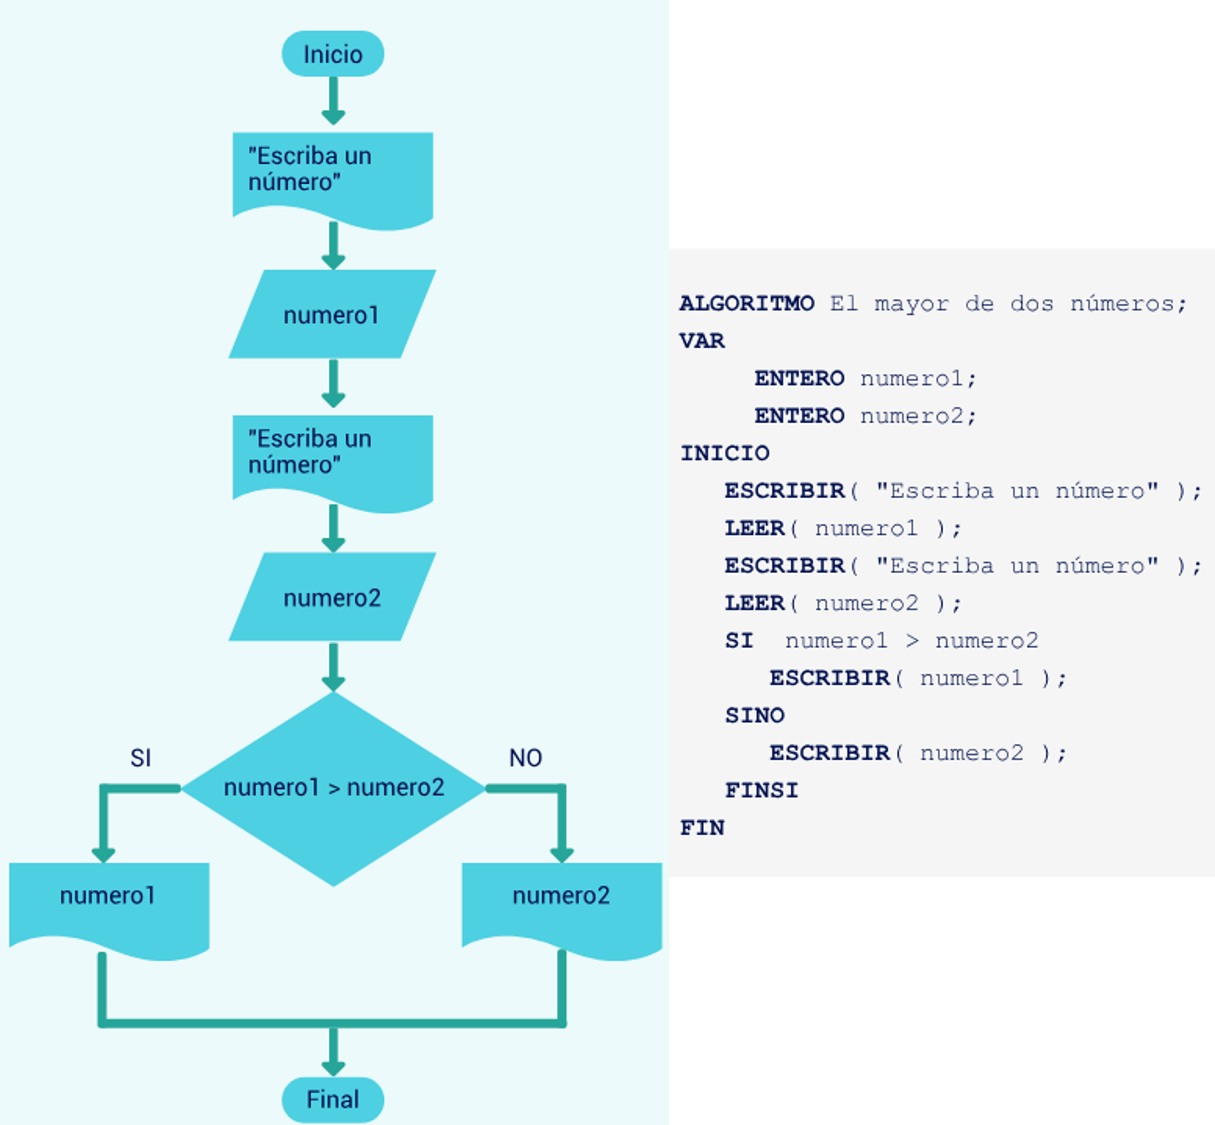 Inicio
"Escriba un
número"
numero1
"Escriba un
número"
numero2
SI
NO
numero1 > numero2
numero1
numero2
Final
ALGORITMO El mayor de dos números;
VAR
ENTERO numero1;
ENTERO numero2;
INICIO
ESCRIBIR( "Escriba un número" );
LEER( numero1 );
ESCRIBIR( "Escriba un número" );
LEER( numero2 );
SI numero1 > numero2
ESCRIBIR( numero1 );
SINO
ESCRIBIR( numero2 );
FINSI
FIN